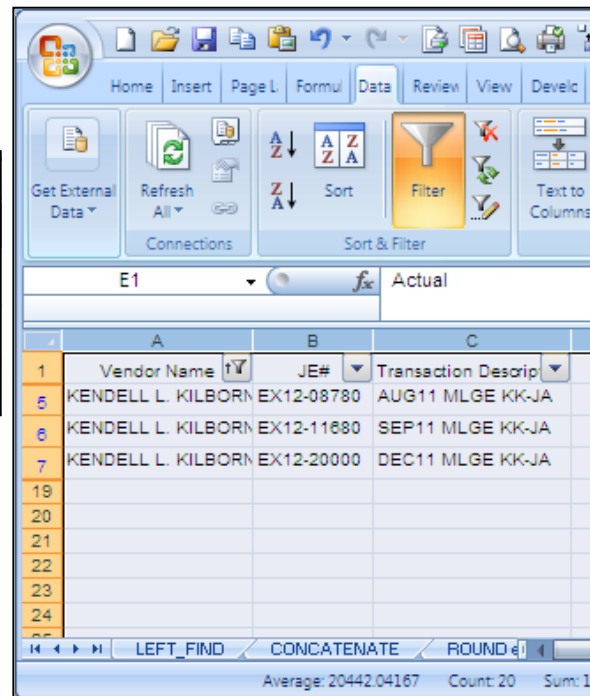 Home Insert Page L Formul Data Review View Develc
Get External Data
Refresh All
Sort
Filter
Text to Columns
Connections
Sort & Filter
E1
fx
Actual
A B C
1 Vendor Name JE# Transaction Descrip
5 KENDELL L. KILBORN EX12-08780 AUG11 MLGE KK-JA
6 KENDELL L. KILBORN EX12-11680 SEP11 MLGE KK-JA
7 KENDELL L. KILBORN EX12-20000 DEC11 MLGE KK-JA
19
20
21
22
23
24
LEFT_FIND CONCATENATE ROUND
Average: 20442.04167 Count: 20 Sum: 1